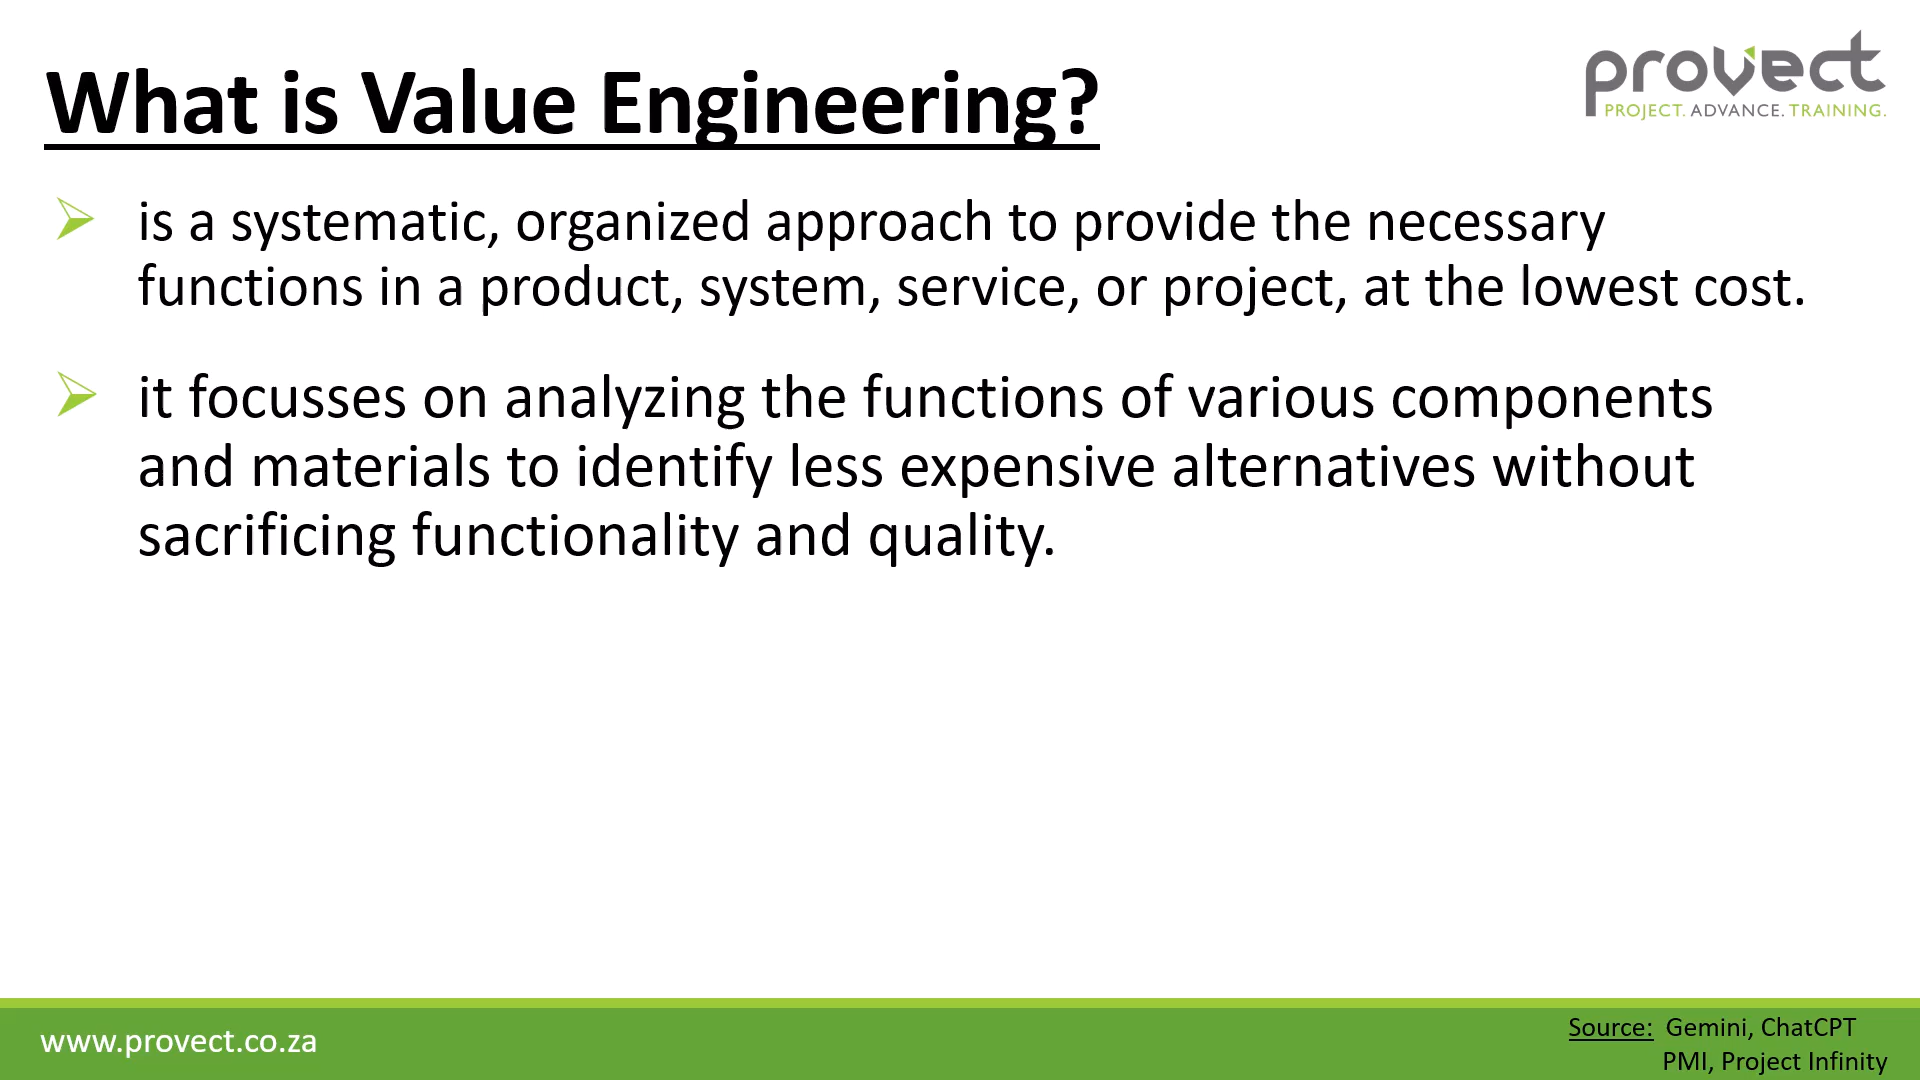 What is Value Engineering?
provect
PROJECT. ADVANCE. TRAINING.
is a systematic, organized approach to provide the necessary
functions in a product, system, service, or project, at the lowest cost.
it focusses on analyzing the functions of various components
and materials to identify less expensive alternatives without
sacrificing functionality and quality.
www.provect.co.za
Source: Gemini, ChatCPT
PMI, Project Infinity